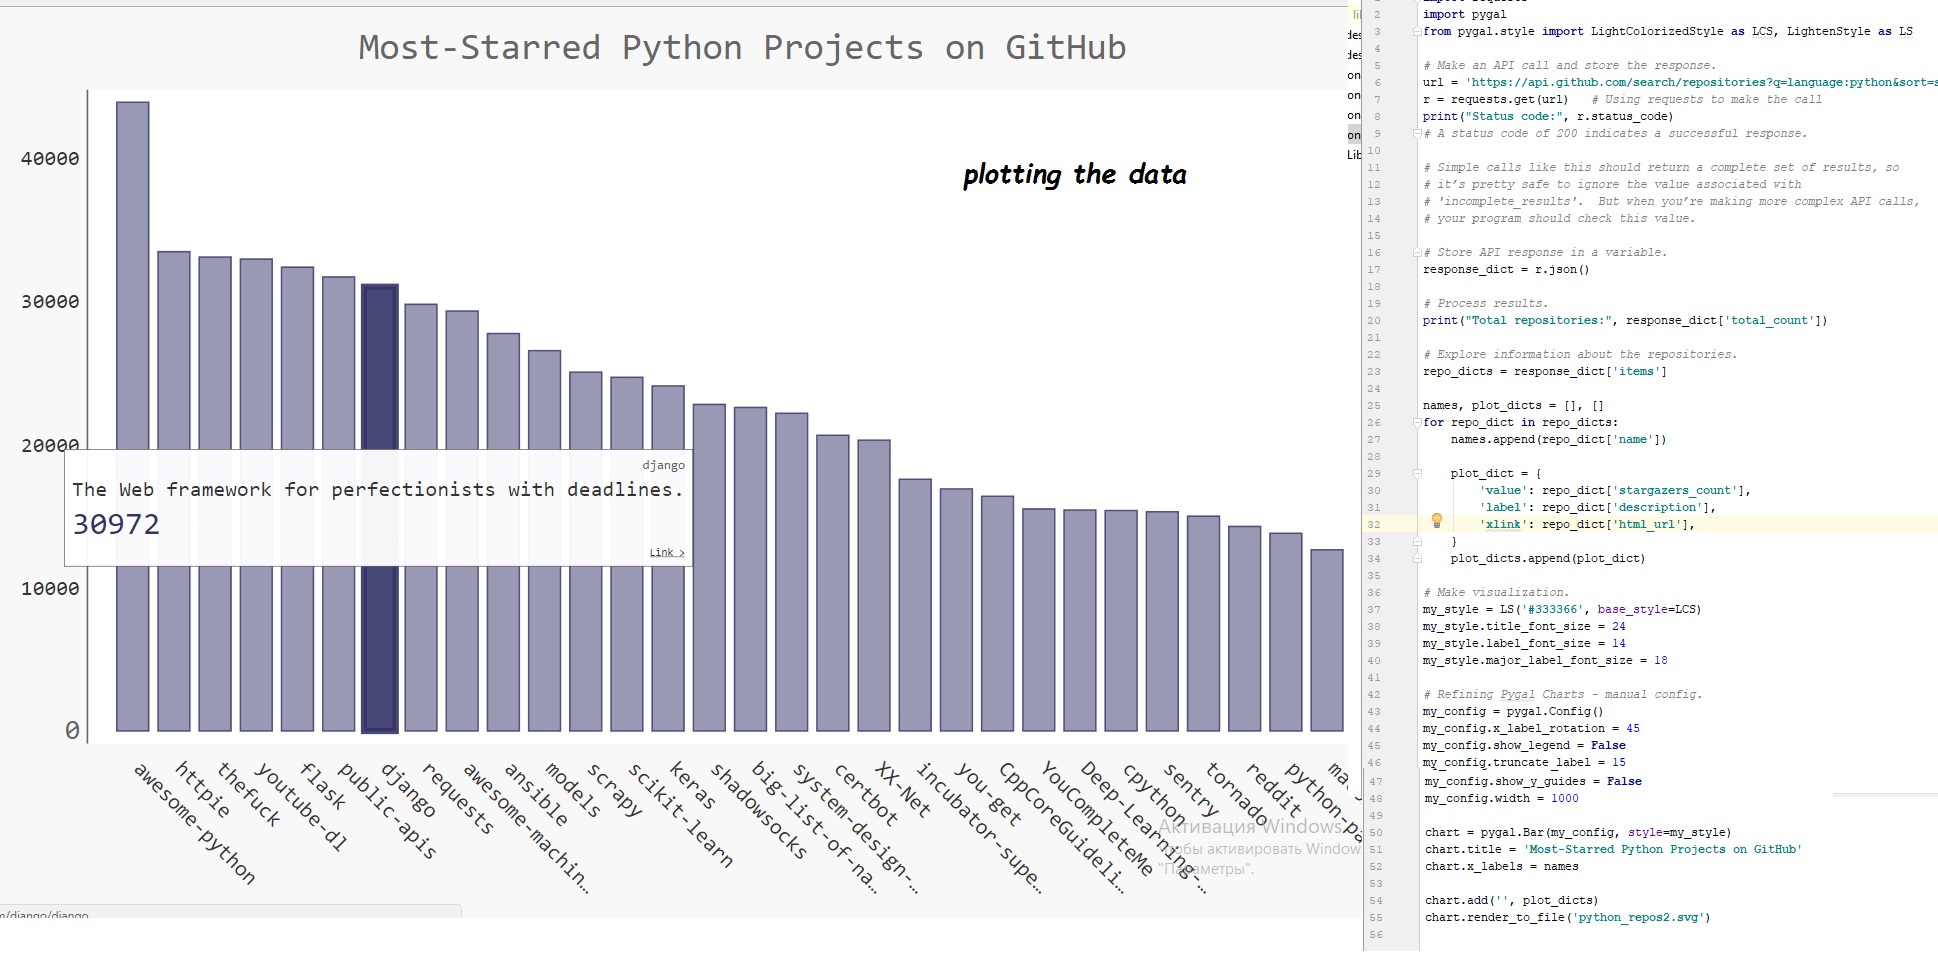 Most-Starred Python Projects on GitHub
plotting the data
40000
30000
20000
10000
0
django
The Web framework for perfectionists with deadlines.
30972
Link >
awesome-python
httpie
thefuck
youtube-dl
flask
public-apis
django
requests
awesome-machin…
ansible
models
scrapy
scikit-learn
keras
shadowsocks
big-list-of-na…
system-design-…
certbot
XX-Net
incubator-supe…
you-get
CppCoreGuideli…
YouCompleteMe
Deep-Learning-…
cpython
sentry
tornado
reddit
python-pa
ma
Активация Windows
Чтобы активировать Window
"Параметры".
m/django/django
des
des
on
on
on
on
Lib
1
2 import pygal
3 from pygal.style import LightColorizedStyle as LCS, LightenStyle as LS
4
5 # Make an API call and store the response.
6 url = 'https://api.github.com/search/repositories?q=language:python&sort=s
7 r = requests.get(url)   # Using requests to make the call
8 print("Status code:", r.status_code)
9 # A status code of 200 indicates a successful response.
10
11 # Simple calls like this should return a complete set of results, so
12 # it’s pretty safe to ignore the value associated with
13 # 'incomplete_results'.  But when you’re making more complex API calls,
14 # your program should check this value.
15
16 # Store API response in a variable.
17 response_dict = r.json()
18
19 # Process results.
20 print("Total repositories:", response_dict['total_count'])
21
22 # Explore information about the repositories.
23 repo_dicts = response_dict['items']
24
25 names, plot_dicts = [], []
26 for repo_dict in repo_dicts:
27     names.append(repo_dict['name'])
28
29     plot_dict = {
30         'value': repo_dict['stargazers_count'],
31         'label': repo_dict['description'],
32         'xlink': repo_dict['html_url'],
33     }
34     plot_dicts.append(plot_dict)
35
36 # Make visualization.
37 my_style = LS('#333366', base_style=LCS)
38 my_style.title_font_size = 24
39 my_style.label_font_size = 14
40 my_style.major_label_font_size = 18
41
42 # Refining Pygal Charts - manual config.
43 my_config = pygal.Config()
44 my_config.x_label_rotation = 45
45 my_config.show_legend = False
46 my_config.truncate_label = 15
47 my_config.show_y_guides = False
48 my_config.width = 1000
49
50 chart = pygal.Bar(my_config, style=my_style)
51 chart.title = 'Most-Starred Python Projects on GitHub'
52 chart.x_labels = names
53
54 chart.add('', plot_dicts)
55 chart.render_to_file('python_repos2.svg')
56